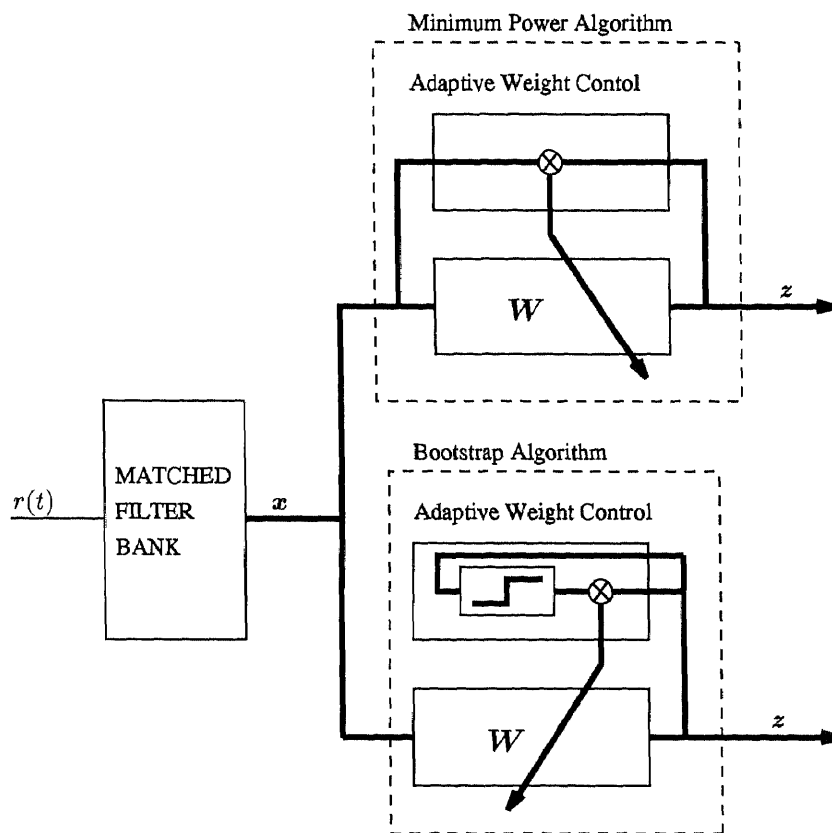 Minimum Power Algorithm
Adaptive Weight Contol
W
z
r(t)
MATCHED
FILTER
BANK
x
Bootstrap Algorithm
Adaptive Weight Control
W
z